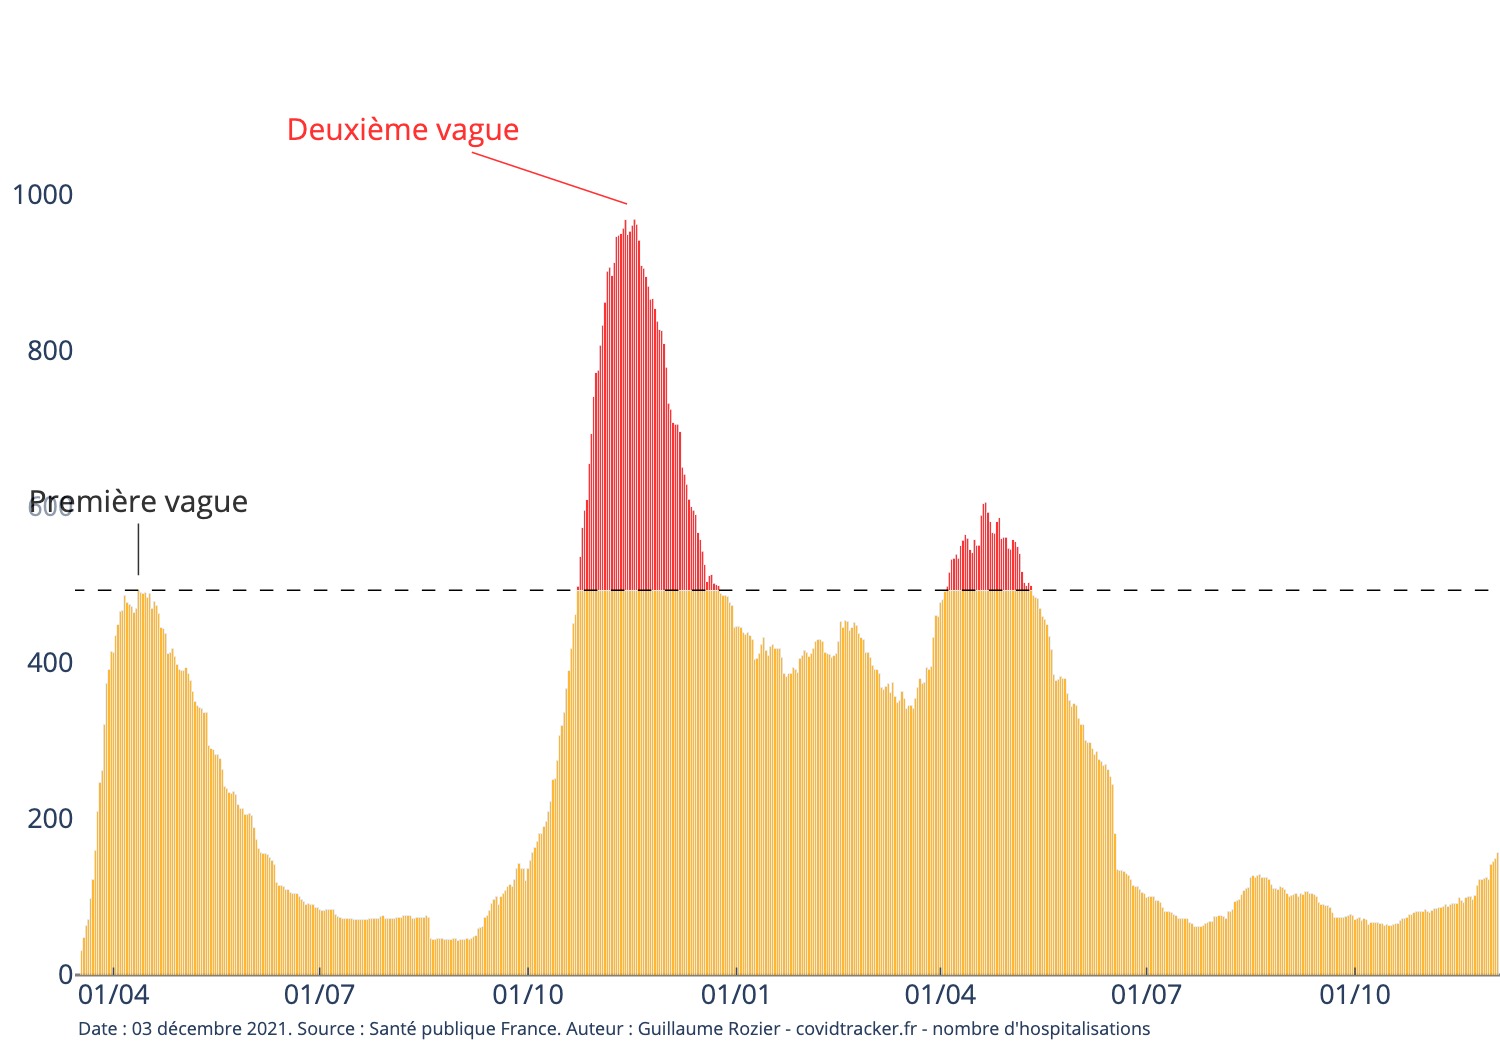 Deuxième vague
1000
800
600
Première vague
400
200
0
01/04 01/07 01/10 01/01 01/04 01/07 01/10
Date : 03 décembre 2021. Source : Santé publique France. Auteur : Guillaume Rozier - covidtracker.fr - nombre d'hospitalisations